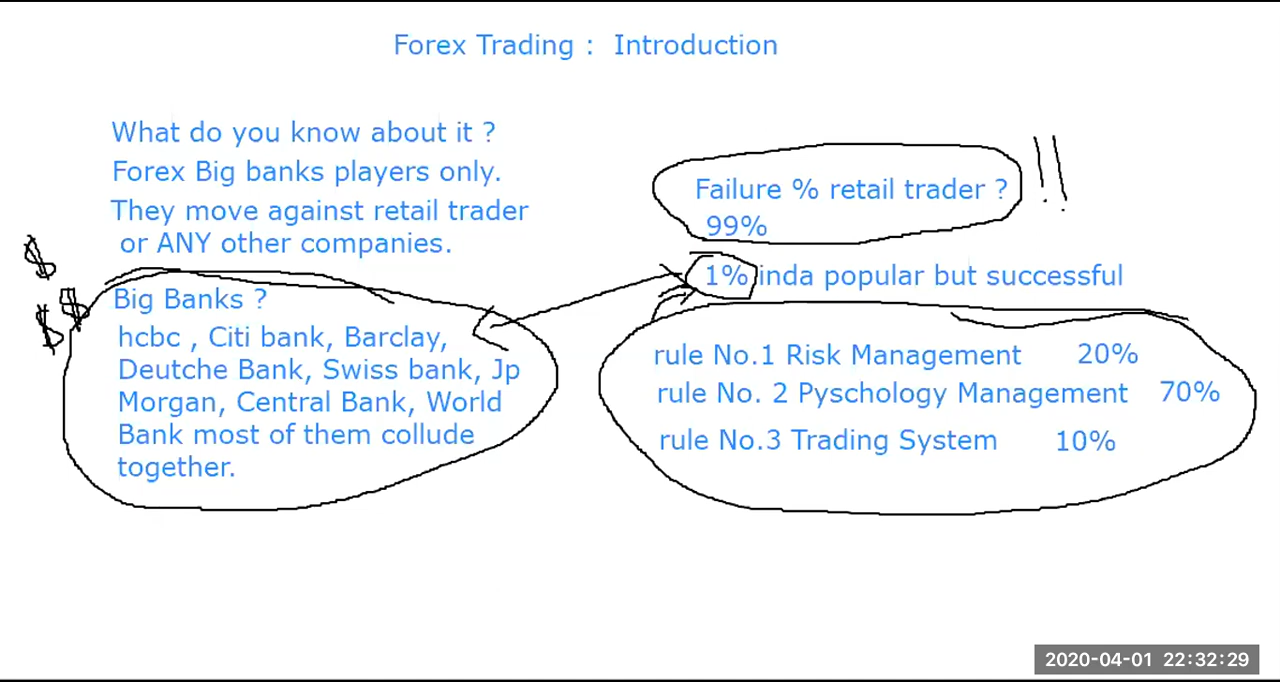 Forex Trading :  Introduction
What do you know about it ?
Forex Big banks players only.
They move against retail trader
or ANY other companies.
$
$
$
Big Banks ?
hcbc , Citi bank, Barclay,
Deutche Bank, Swiss bank, Jp
Morgan, Central Bank, World
Bank most of them collude
together.
Failure % retail trader ?
99%
!!
1% inda popular but successful
rule No.1 Risk Management 20%
rule No. 2 Pyschology Management 70%
rule No.3 Trading System 10%
2020-04-01 22:32:29